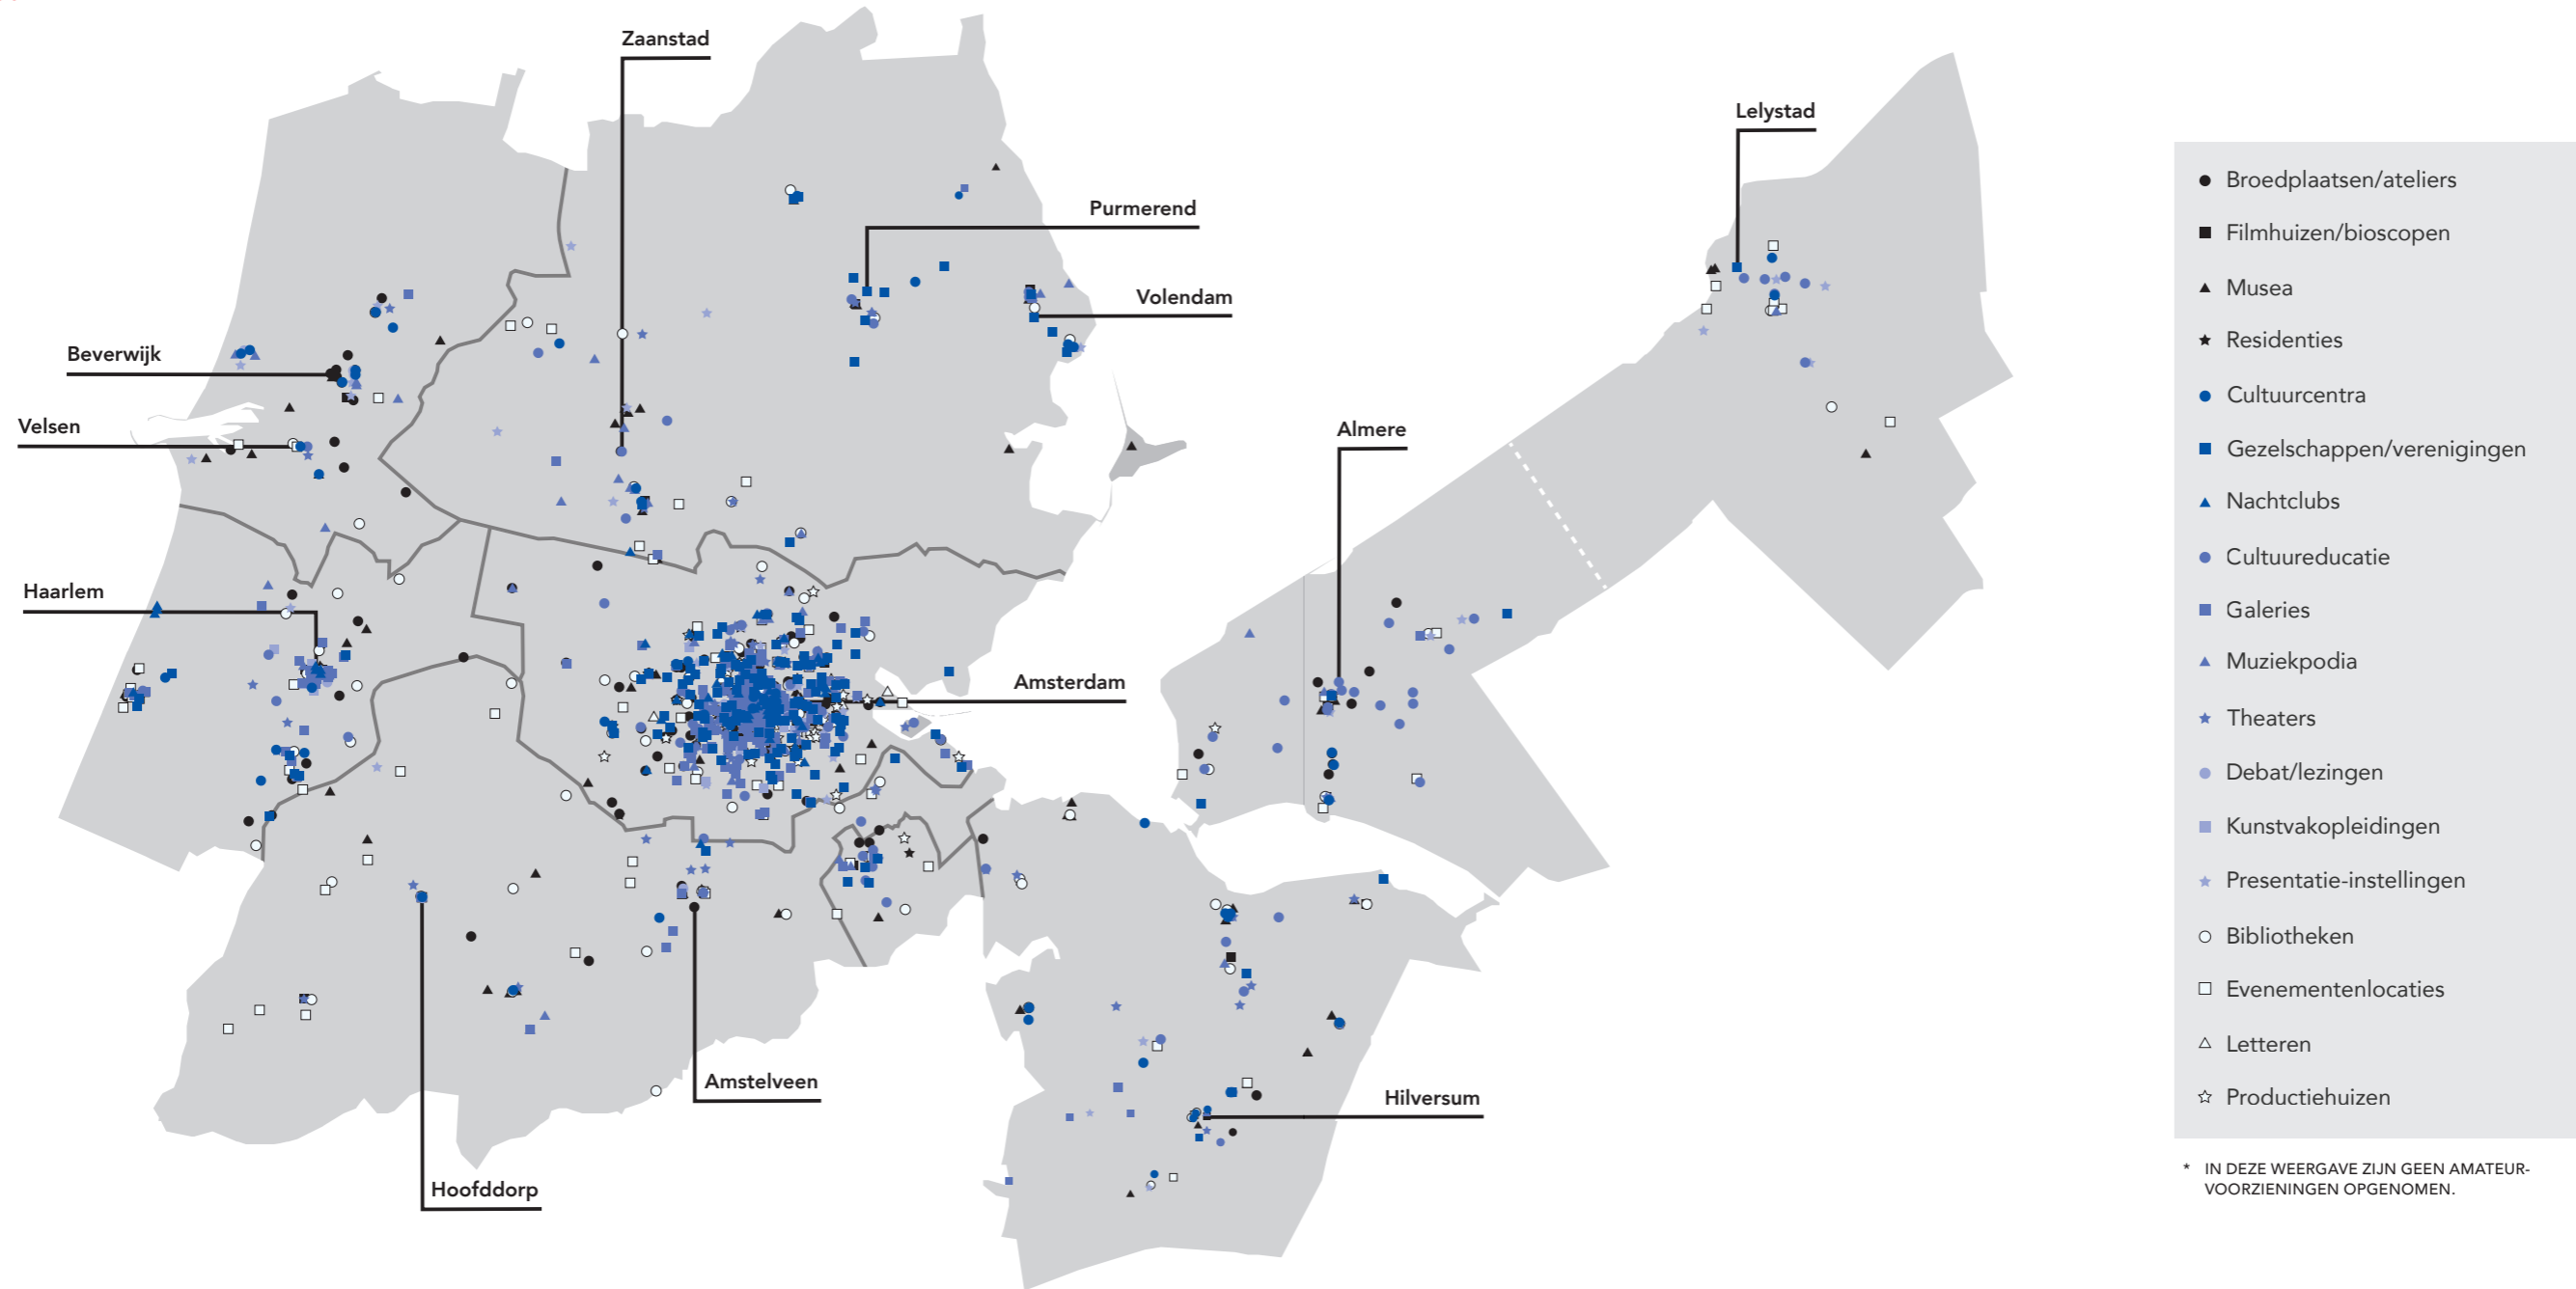 Zaanstad
Lelystad
Purmerend
Volendam
Beverwijk
Velsen
Almere
Haarlem
Amsterdam
Amstelveen
Hilversum
Hoofddorp
Broedplaatsen/ateliers
Filmhuizen/bioscopen
Musea
Residenties
Cultuurcentra
Gezelschappen/verenigingen
Nachtclubs
Cultuureducatie
Galeries
Muziekpodia
Theaters
Debat/lezingen
Kunstvakopleidingen
Presentatie-instellingen
Bibliotheken
Evenementenlocaties
Letteren
Productiehuizen
* IN DEZE WEERGAVE ZIJN GEEN AMATEUR-
VOORZIENINGEN OPGENOMEN.